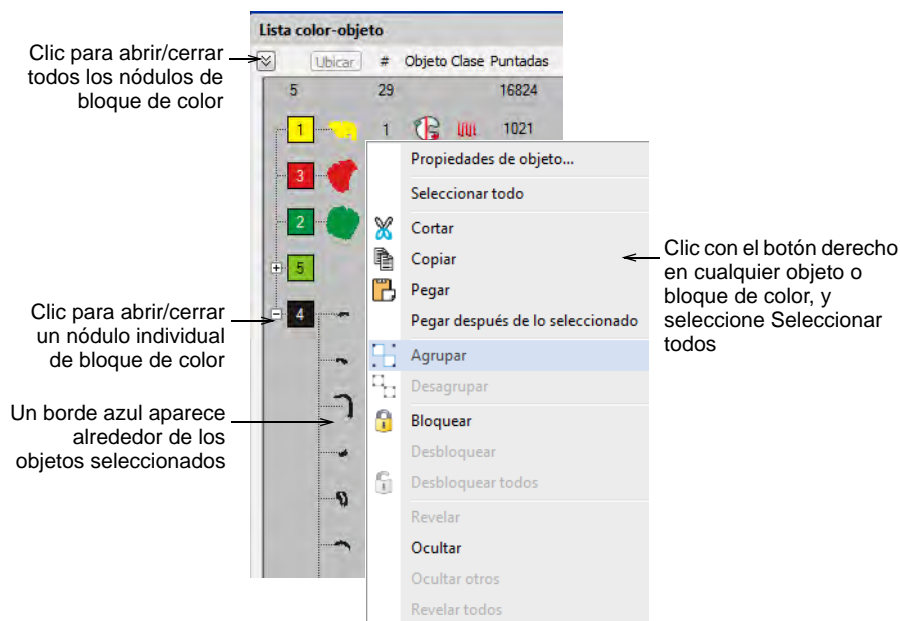 Lista color-objeto
Clic para abrir/cerrar
todos los nódulos de
bloque de color
Ubicar # Objeto Clase Puntadas
5 29 16824
1 1 1021
3
2
5
4
Propiedades de objeto...
Seleccionar todo
Cortar
Copiar
Pegar
Pegar después de lo seleccionado
Agrupar
Desagrupar
Bloquear
Desbloquear
Desbloquear todos
Revelar
Ocultar
Ocultar otros
Revelar todos
Clic con el botón derecho
en cualquier objeto o
bloque de color, y
seleccione Seleccionar
todos
Clic para abrir/cerrar
un nódulo individual
de bloque de color
Un borde azul aparece
alrededor de los
objetos seleccionados